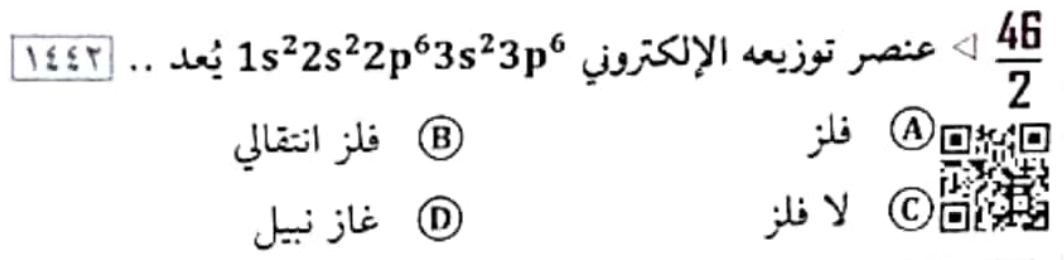 46/2 ◁ عنصر توزيعه الإلكتروني 1s²2s²2p⁶3s²3p⁶ يُعد .. ١٤٤٢
Ⓐ فلز Ⓑ فلز انتقالي
Ⓒ لا فلز Ⓓ غاز نبيل